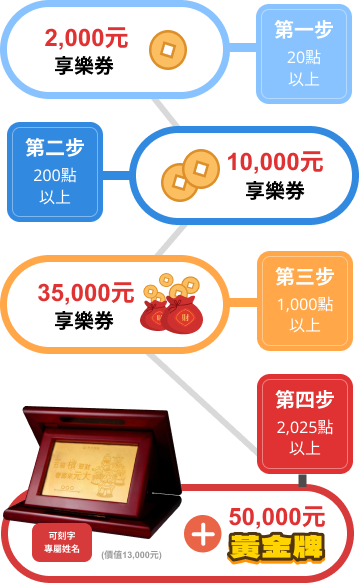 2,000元
享樂券
第一步
20點
以上
第二步
200點
以上
10,000元
享樂券
35,000元
享樂券
第三步
1,000點
以上
第四步
2,025點
以上
可刻字
專屬姓名
(價值13,000元)
50,000元
黃金牌